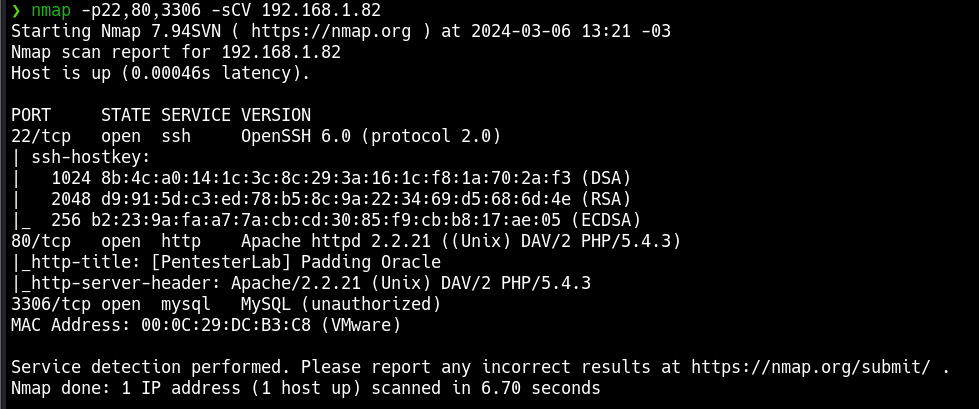 ❯ nmap -p22,80,3306 -sCV 192.168.1.82
Starting Nmap 7.94SVN ( https://nmap.org ) at 2024-03-06 13:21 -03
Nmap scan report for 192.168.1.82
Host is up (0.00046s latency).

PORT     STATE SERVICE VERSION
22/tcp   open  ssh     OpenSSH 6.0 (protocol 2.0)
| ssh-hostkey:
|   1024 8b:4c:a0:14:1c:3c:8c:29:3a:16:1c:f8:1a:70:2a:f3 (DSA)
|   2048 d9:91:5d:c3:ed:78:b5:8c:9a:22:34:69:d5:68:6d:4e (RSA)
|_  256 b2:23:9a:fa:a7:7a:cb:cd:30:85:f9:cb:b8:17:ae:05 (ECDSA)
80/tcp   open  http    Apache httpd 2.2.21 ((Unix) DAV/2 PHP/5.4.3)
|_http-title: [PentesterLab] Padding Oracle
|_http-server-header: Apache/2.2.21 (Unix) DAV/2 PHP/5.4.3
3306/tcp open  mysql   MySQL (unauthorized)
MAC Address: 00:0C:29:DC:B3:C8 (VMware)

Service detection performed. Please report any incorrect results at https://nmap.org/submit/ .
Nmap done: 1 IP address (1 host up) scanned in 6.70 seconds